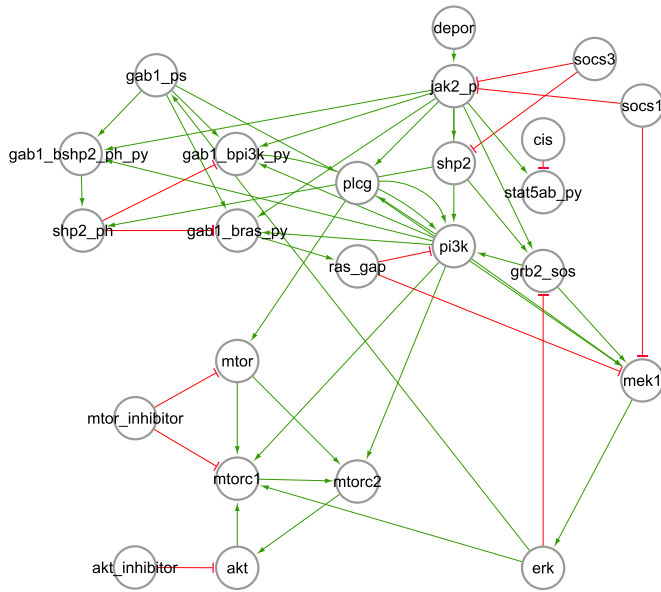 depor
socs3
gab1_ps
jak2_p
socs1
cis
gab1_bshp2_ph_py
gab1_bpi3k_py
shp2
plcg
stat5ab_py
shp2_ph
gab1_bras_py
pi3k
ras_gap
grb2_sos
mtor
mek1
mtor_inhibitor
mtorc1
mtorc2
akt_inhibitor
akt
erk